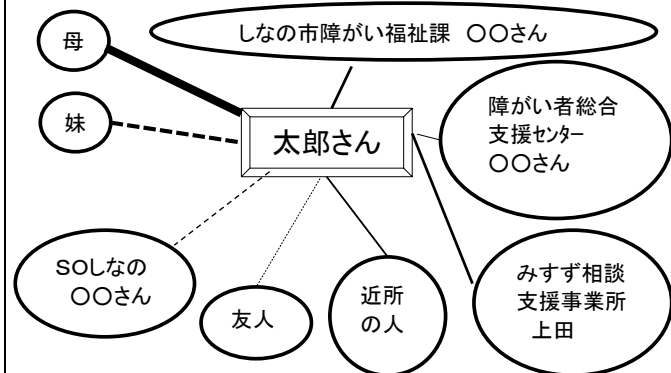 母
しなの市障がい福祉課 〇〇さん
妹
太郎さん
障がい者総合
支援センター
〇〇さん
SOしなの
〇〇さん
友人
近所
の人
みすず相談
支援事業所
上田